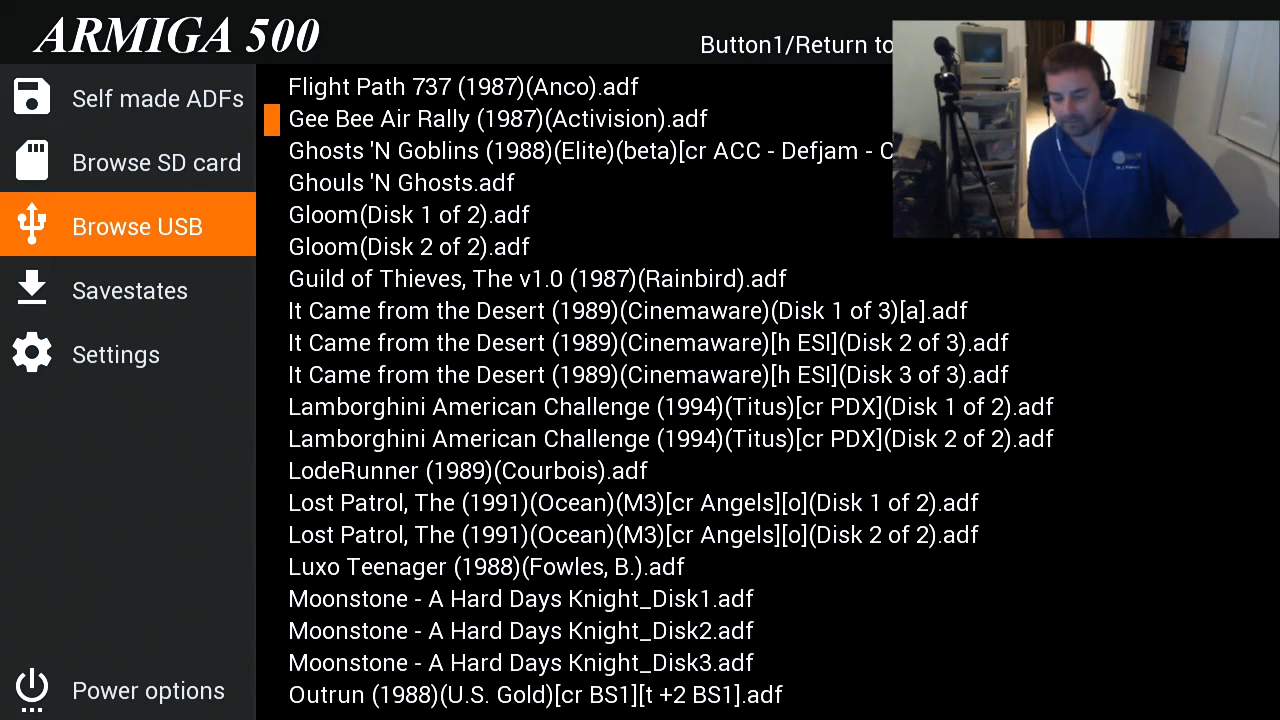 ARMIGA 500
Button1/Return to
Self made ADFs
Browse SD card
Browse USB
Savestates
Settings
Power options
Flight Path 737 (1987)(Anco).adf
Gee Bee Air Rally (1987)(Activision).adf
Ghosts 'N Goblins (1988)(Elite)(beta)[cr ACC - Defjam - C
Ghouls 'N Ghosts.adf
Gloom(Disk 1 of 2).adf
Gloom(Disk 2 of 2).adf
Guild of Thieves, The v1.0 (1987)(Rainbird).adf
It Came from the Desert (1989)(Cinemaware)(Disk 1 of 3)[a].adf
It Came from the Desert (1989)(Cinemaware)[h ESI](Disk 2 of 3).adf
It Came from the Desert (1989)(Cinemaware)[h ESI](Disk 3 of 3).adf
Lamborghini American Challenge (1994)(Titus)[cr PDX](Disk 1 of 2).adf
Lamborghini American Challenge (1994)(Titus)[cr PDX](Disk 2 of 2).adf
LodeRunner (1989)(Courbois).adf
Lost Patrol, The (1991)(Ocean)(M3)[cr Angels][o](Disk 1 of 2).adf
Lost Patrol, The (1991)(Ocean)(M3)[cr Angels][o](Disk 2 of 2).adf
Luxo Teenager (1988)(Fowles, B.).adf
Moonstone - A Hard Days Knight_Disk1.adf
Moonstone - A Hard Days Knight_Disk2.adf
Moonstone - A Hard Days Knight_Disk3.adf
Outrun (1988)(U.S. Gold)[cr BS1][t +2 BS1].adf